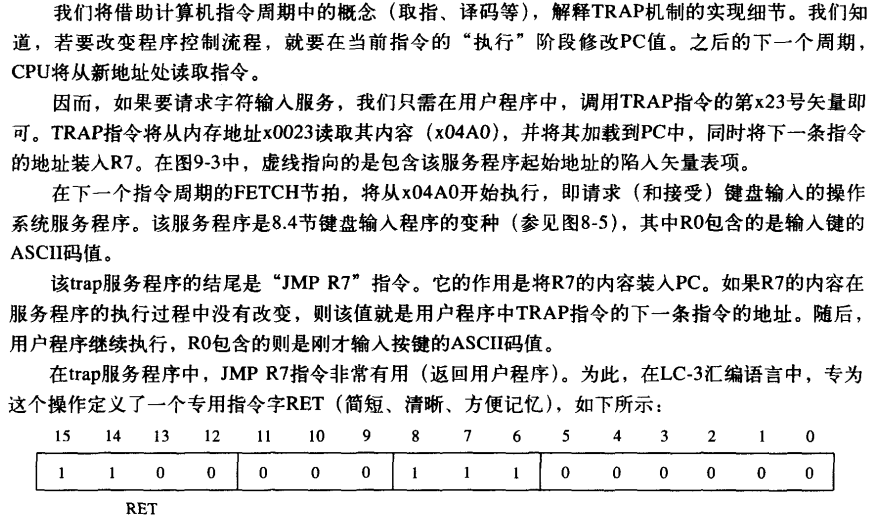 我们将借助计算机指令周期中的概念（取指、译码等），解释TRAP机制的实现细节。我们知
道，若要改变程序控制流程，就要在当前指令的“执行”阶段修改PC值。之后的下一个周期，
CPU将从新地址处读取指令。
因而，如果要请求字符输入服务，我们只需在用户程序中，调用TRAP指令的第x23号矢量即
可。TRAP指令将从内存地址x0023读取其内容（x04A0），并将其加载到PC中，同时将下一条指令
的地址装入R7。在图9-3中，虚线指向的是包含该服务程序起始地址的陷入矢量表项。
在下一个指令周期的FETCH节拍，将从x04A0开始执行，即请求（和接受）键盘输入的操作
系统服务程序。该服务程序是8.4节键盘输入程序的变种（参见图8-5），其中R0包含的是输入键的
ASCII码值。
该trap服务程序的结尾是“JMP R7”指令。它的作用是将R7的内容装入PC。如果R7的内容在
服务程序的执行过程中没有改变，则该值就是用户程序中TRAP指令的下一条指令的地址。随后，
用户程序继续执行，R0包含的则是刚才输入按键的ASCII码值。
在trap服务程序中，JMP R7指令非常有用（返回用户程序）。为此，在LC-3汇编语言中，专为
这个操作定义了一个专用指令字RET（简短、清晰、方便记忆），如下所示：
15 14 13 12 11 10 9 8 7 6 5 4 3 2 1 0
1 1 0 0 0 0 0 1 1 1 0 0 0 0 0 0
RET